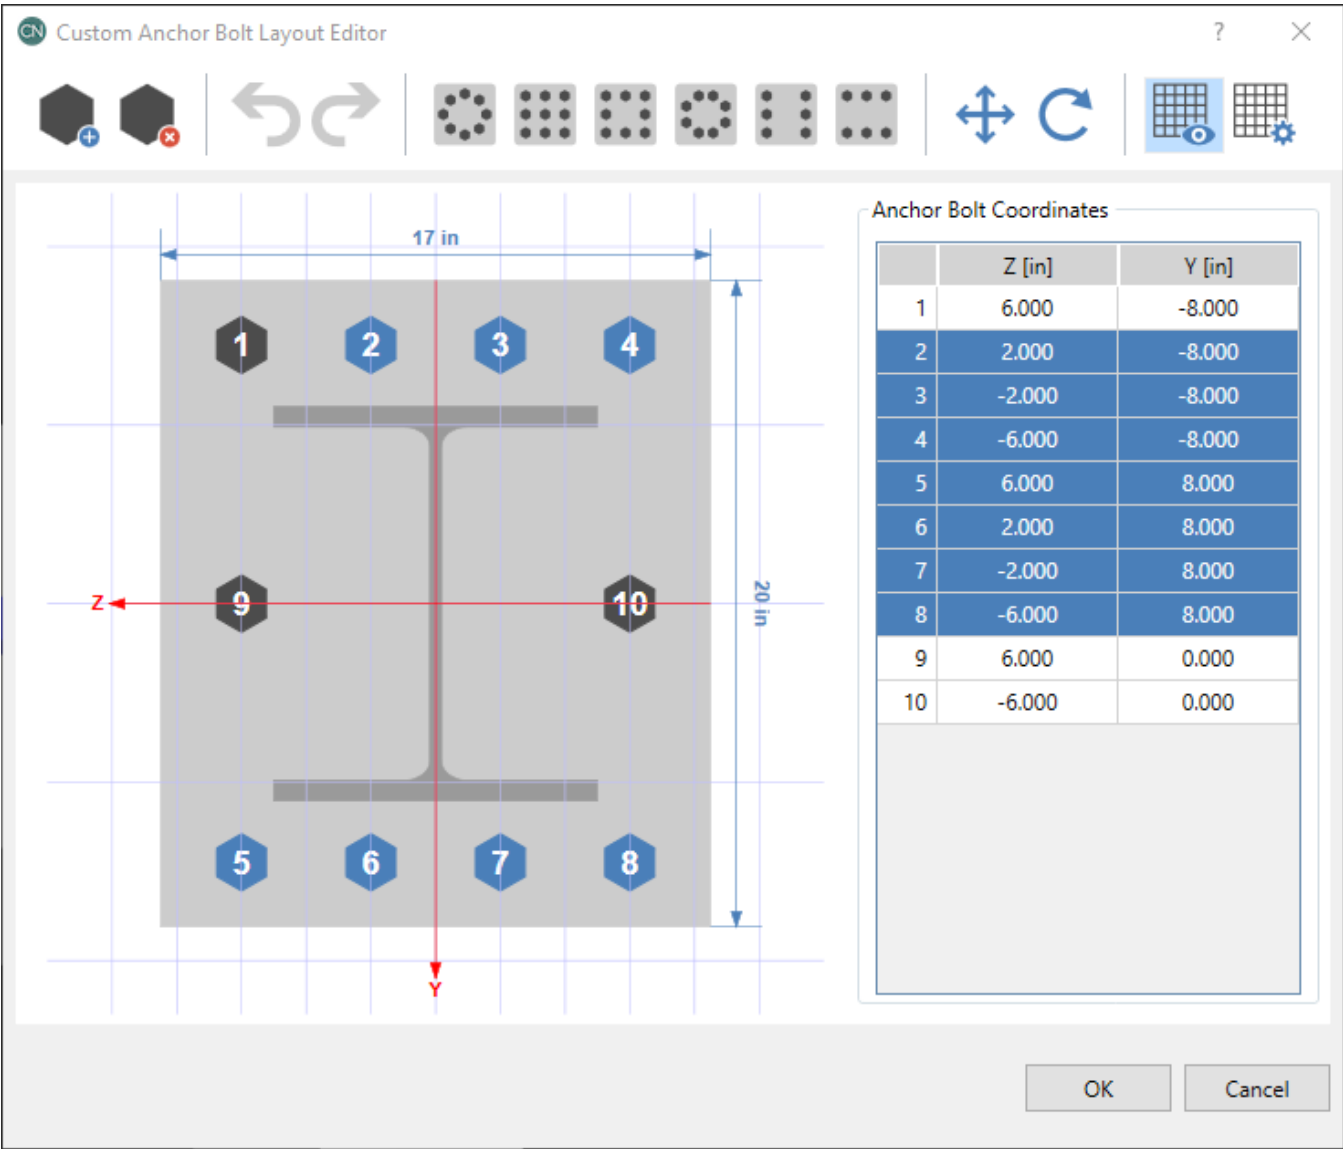 CN Custom Anchor Bolt Layout Editor ?
17 in
Anchor Bolt Coordinates
Z [in] Y [in]
1 6.000 -8.000
2 2.000 -8.000
3 -2.000 -8.000
4 -6.000 -8.000
5 6.000 8.000
6 2.000 8.000
7 -2.000 8.000
8 -6.000 8.000
9 6.000 0.000
10 -6.000 0.000
1 2 3 4
Z 9 10
20 in
5 6 7 8
Y
OK Cancel